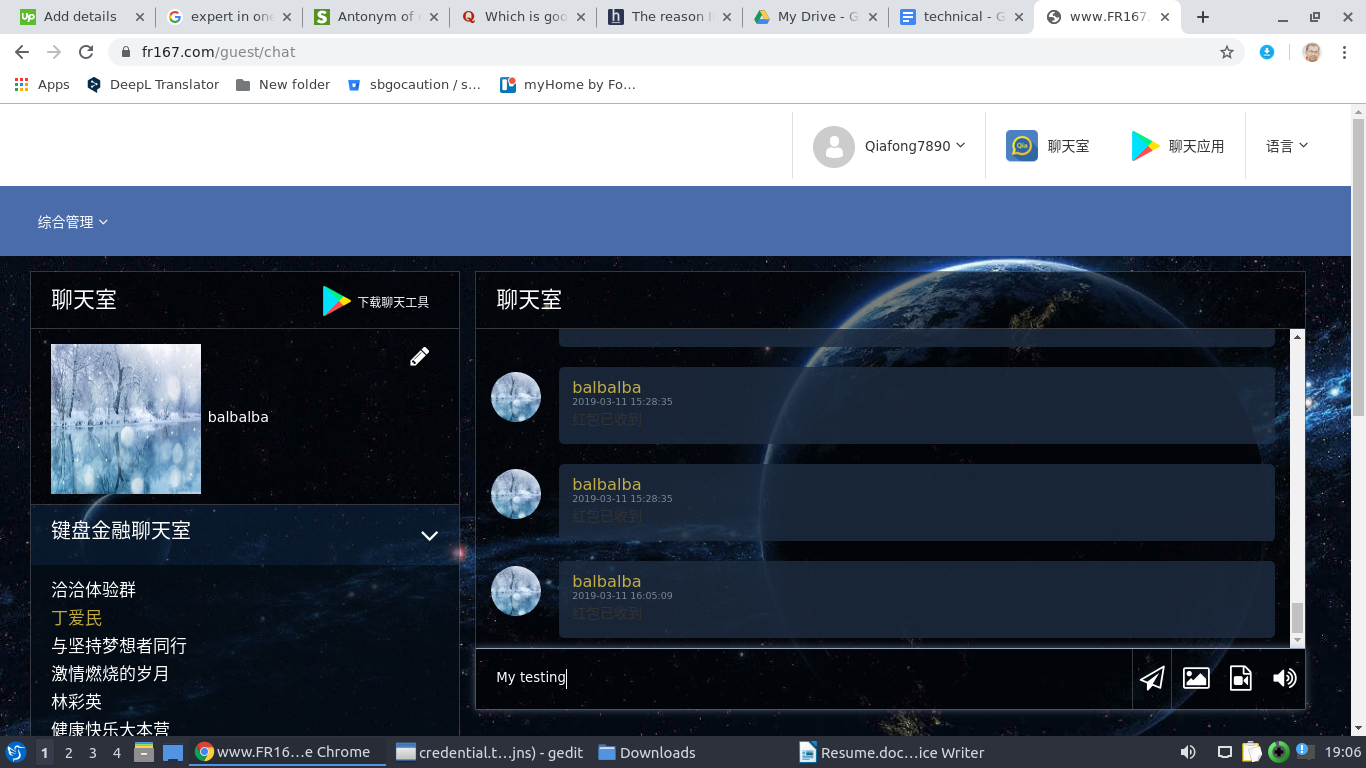 Add details
expert in one
Antonym of
Which is goo
The reason
My Drive - G
technical - G
www.FR167.
fr167.com/guest/chat
Apps
DeepL Translator
New folder
sbgocaution / s…
myHome by Fo…
Qiafong7890
聊天室
聊天应用
语言
综合管理
聊天室
下载聊天工具
balbalba
键盘金融聊天室
洽洽体验群
丁爱民
与坚持梦想者同行
激情燃烧的岁月
林彩英
健康快乐大本营
聊天室
balbalba
2019-03-11 15:28:35
红包已收到
balbalba
2019-03-11 15:28:35
红包已收到
balbalba
2019-03-11 16:05:09
红包已收到
My testing
1 2 3 4
www.FR16…e Chrome
credential.t…jns) - gedit
Downloads
Resume.doc…ice Writer
19:06